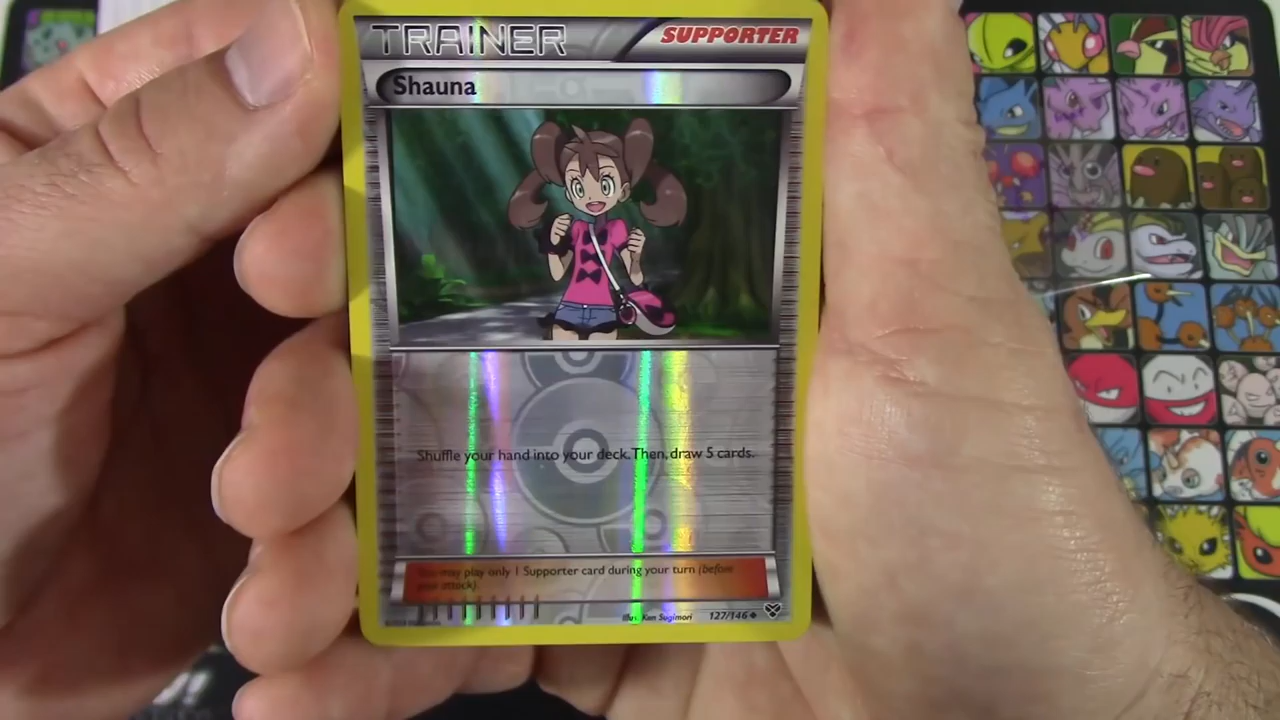 TRAINER SUPPORTER
Shauna
Shuffle your hand into your deck. Then, draw 5 cards.
You may play only 1 Supporter card during your turn (before
your attack).
Illus. Ken Sugimori 127/146